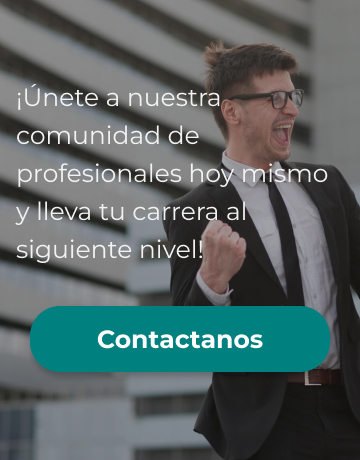 ¡Únete a nuestra
comunidad de
profesionales hoy mismo
y lleva tu carrera al
siguiente nivel!
Contactanos